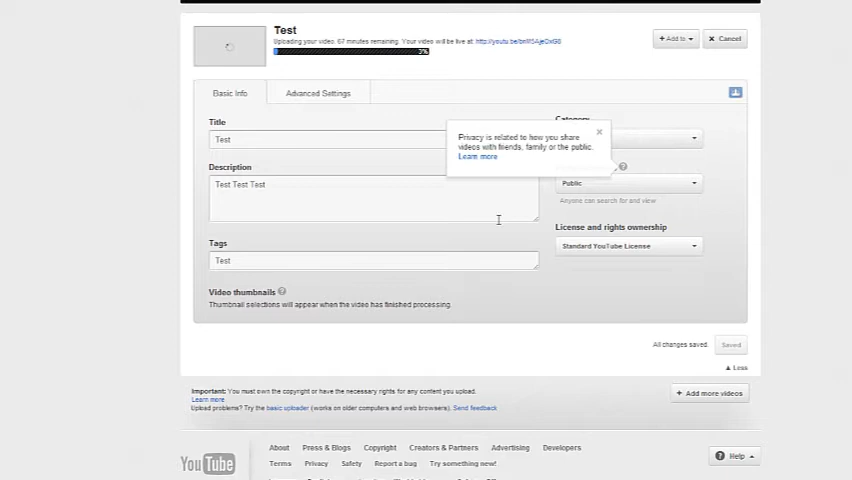 Test
+ Add to
× Cancel
Uploading your video. 67 minutes remaining. Your video will be live at:
3%
Basic Info
Advanced Settings
Title
Category
Test
Privacy is related to how you share
videos with friends, family or the public.
Learn more
Description
Test Test Test
Public
Anyone can search for and view
License and rights ownership
Tags
Standard YouTube License
Test
Video thumbnails
Thumbnail selections will appear when the video has finished processing.
All changes saved.
Saved
Less
Important: You must own the copyright or have the necessary rights for any content you upload.
Learn more
+ Add more videos
Upload problems? Try the basic uploader (works on older computers and web browsers). Send feedback
About Press & Blogs Copyright Creators & Partners Advertising Developers
YouTube
Help
Terms Privacy Safety Report a bug Try something new!